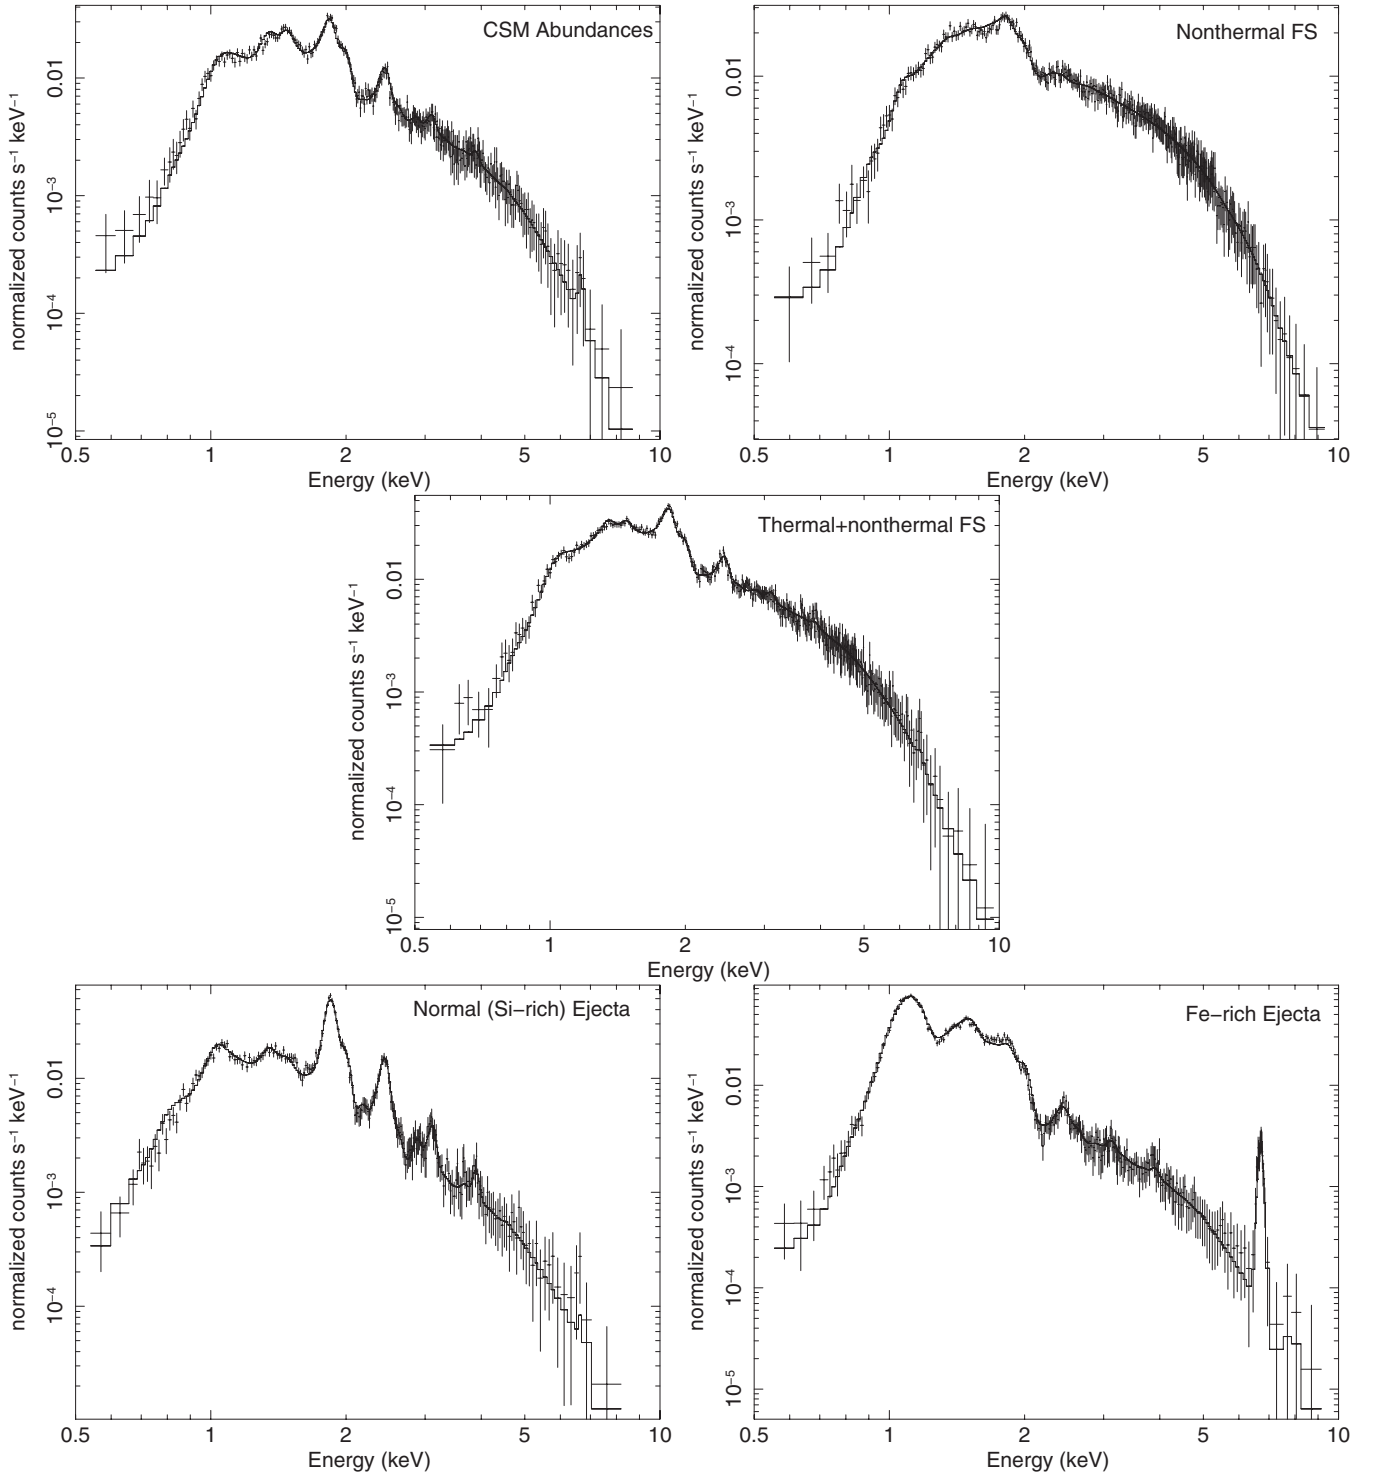 CSM Abundances
normalized counts s⁻¹ keV⁻¹
0.01
10⁻³
10⁻⁴
10⁻⁵
0.5 1 2 5 10
Energy (keV)
Nonthermal FS
normalized counts s⁻¹ keV⁻¹
0.01
10⁻³
10⁻⁴
0.5 1 2 5 10
Energy (keV)
Thermal+nonthermal FS
normalized counts s⁻¹ keV⁻¹
0.01
10⁻³
10⁻⁴
10⁻⁵
0.5 1 2 5 10
Energy (keV)
Normal (Si−rich) Ejecta
normalized counts s⁻¹ keV⁻¹
0.01
10⁻³
10⁻⁴
0.5 1 2 5 10
Energy (keV)
Fe−rich Ejecta
normalized counts s⁻¹ keV⁻¹
0.01
10⁻³
10⁻⁴
10⁻⁵
0.5 1 2 5 10
Energy (keV)